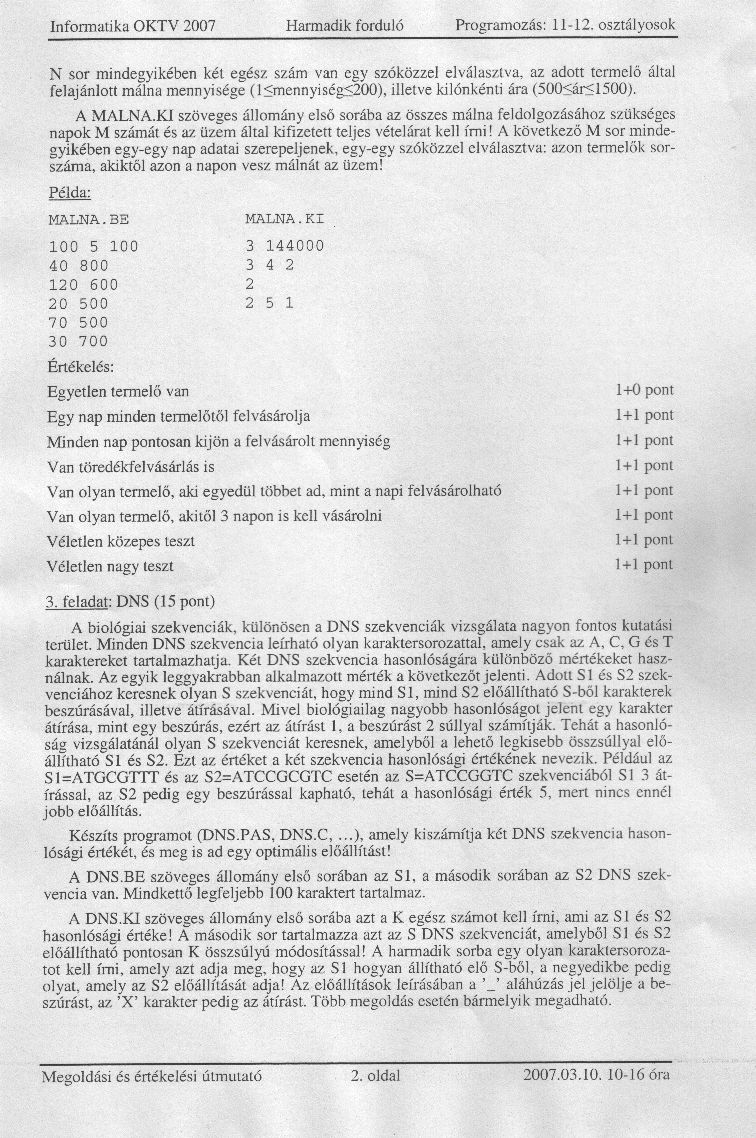 Informatika OKTV 2007 Harmadik forduló Programozás: 11-12. osztályosok
N sor mindegyikében két egész szám van egy szóközzel elválasztva, az adott termelő által
felajánlott málna mennyisége (1≤mennyiség≤200), illetve kilónkénti ára (500≤ár≤1500).
A MALNA.KI szöveges állomány első sorába az összes málna feldolgozásához szükséges
napok M számát és az üzem által kifizetett teljes vételárat kell írni! A következő M sor minde-
gyikében egy-egy nap adatai szerepeljenek, egy-egy szóközzel elválasztva: azon termelők sor-
száma, akiktől azon a napon vesz málnát az üzem!
Példa:
MALNA.BE MALNA.KI
100 5 100 3 144000
40 800 3 4 2
120 600 2
20 500 2 5 1
70 500
30 700
Értékelés:
Egyetlen termelő van 1+0 pont
Egy nap minden termelőtől felvásárolja 1+1 pont
Minden nap pontosan kijön a felvásárolt mennyiség 1+1 pont
Van töredékfelvásárlás is 1+1 pont
Van olyan termelő, aki egyedül többet ad, mint a napi felvásárolható 1+1 pont
Van olyan termelő, akitől 3 napon is kell vásárolni 1+1 pont
Véletlen közepes teszt 1+1 pont
Véletlen nagy teszt 1+1 pont
3. feladat: DNS (15 pont)
A biológiai szekvenciák, különösen a DNS szekvenciák vizsgálata nagyon fontos kutatási
terület. Minden DNS szekvencia leírható olyan karaktersorozattal, amely csak az A, C, G és T
karaktereket tartalmazhatja. Két DNS szekvencia hasonlóságára különböző mértékeket hasz-
nálnak. Az egyik leggyakrabban alkalmazott mérték a következőt jelenti. Adott S1 és S2 szek-
venciához keresnek olyan S szekvenciát, hogy mind S1, mind S2 előállítható S-ből karakterek
beszúrásával, illetve átírásával. Mivel biológiailag nagyobb hasonlóságot jelent egy karakter
átírása, mint egy beszúrás, ezért az átírást 1, a beszúrást 2 súllyal számítják. Tehát a hasonló-
ság vizsgálatánál olyan S szekvenciát keresnek, amelyből a lehető legkisebb összsúllyal elő-
állítható S1 és S2. Ezt az értéket a két szekvencia hasonlósági értékének nevezik. Például az
S1=ATGCGTTT és az S2=ATCCGCGTC esetén az S=ATCCGGTC szekvenciából S1 3 át-
írással, az S2 pedig egy beszúrással kapható, tehát a hasonlósági érték 5, mert nincs ennél
jobb előállítás.
Készíts programot (DNS.PAS, DNS.C, ...), amely kiszámítja két DNS szekvencia hason-
lósági értékét, és meg is ad egy optimális előállítást!
A DNS.BE szöveges állomány első sorában az S1, a második sorában az S2 DNS szek-
vencia van. Mindkettő legfeljebb 100 karaktert tartalmaz.
A DNS.KI szöveges állomány első sorába azt a K egész számot kell írni, ami az S1 és S2
hasonlósági értéke! A második sor tartalmazza azt az S DNS szekvenciát, amelyből S1 és S2
előállítható pontosan K összsúlyú módosítással! A harmadik sorba egy olyan karaktersoroza-
tot kell írni, amely azt adja meg, hogy az S1 hogyan állítható elő S-ből, a negyedikbe pedig
olyat, amely az S2 előállítását adja! Az előállítások leírásában a ’_’ aláhúzás jel jelölje a be-
szúrást, az ’X’ karakter pedig az átírást. Több megoldás esetén bármelyik megadható.
Megoldási és értékelési útmutató 2. oldal 2007.03.10. 10-16 óra